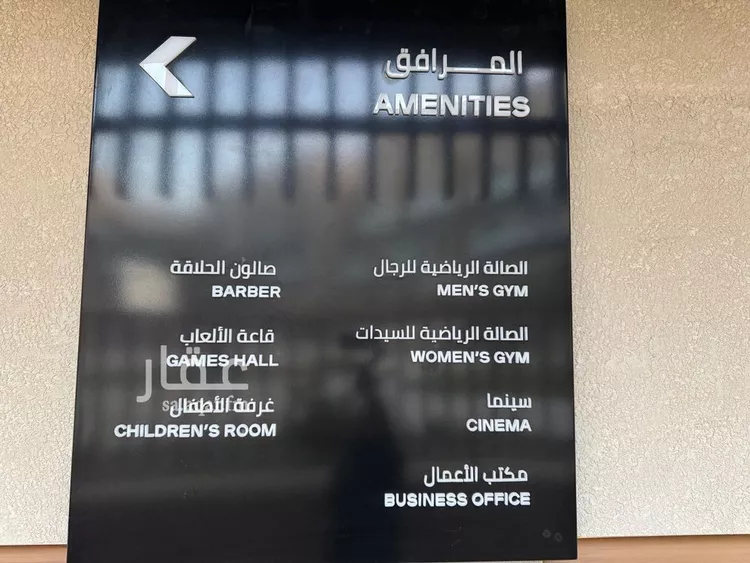 المرافق
AMENITIES
الصالة الرياضية للرجال
MEN'S GYM
الصالة الرياضية للسيدات
WOMEN'S GYM
سينما
CINEMA
مكتب الأعمال
BUSINESS OFFICE
صالون الحلاقة
BARBER
قاعة الألعاب
GAMES HALL
غرفة الأطفال
CHILDREN'S ROOM
عقار